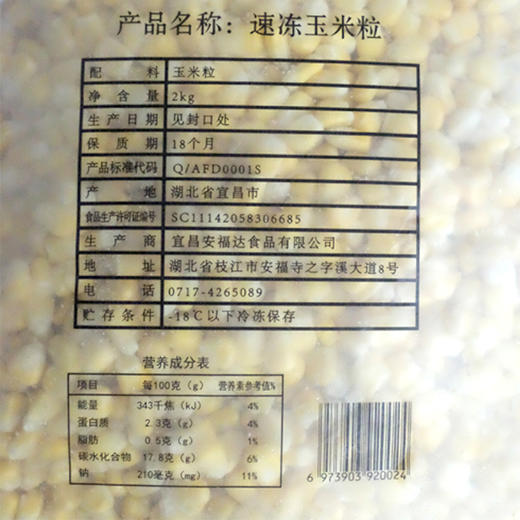 产品名称：速冻玉米粒
配料 玉米粒
净含量 2kg
生产日期 见封口处
保质期 18个月
产品标准代码 Q/AFD0001S
产地 湖北省宜昌市
食品生产许可证编号 SC11142058306685
生产商 宜昌安福达食品有限公司
地址 湖北省枝江市安福寺之字溪大道8号
电话 0717-4265089
贮存条件 -18℃以下冷冻保存
营养成分表
项目 每100克（g） 营养素参考值%
能量 343千焦（kJ） 4%
蛋白质 2.3克（g） 4%
脂肪 0.5克（g） 1%
碳水化合物 17.8克（g） 6%
钠 210毫克（mg） 11%
6 973903 920024